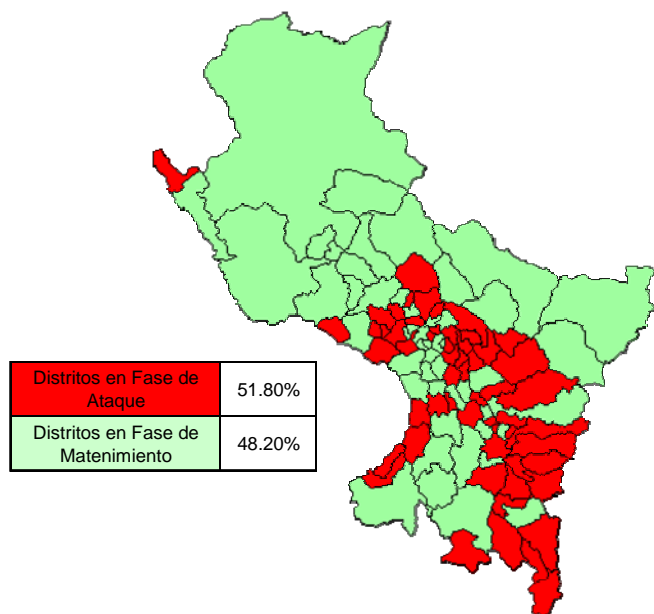 Distritos en Fase de
Ataque
51.80%
Distritos en Fase de
Matenimiento
48.20%